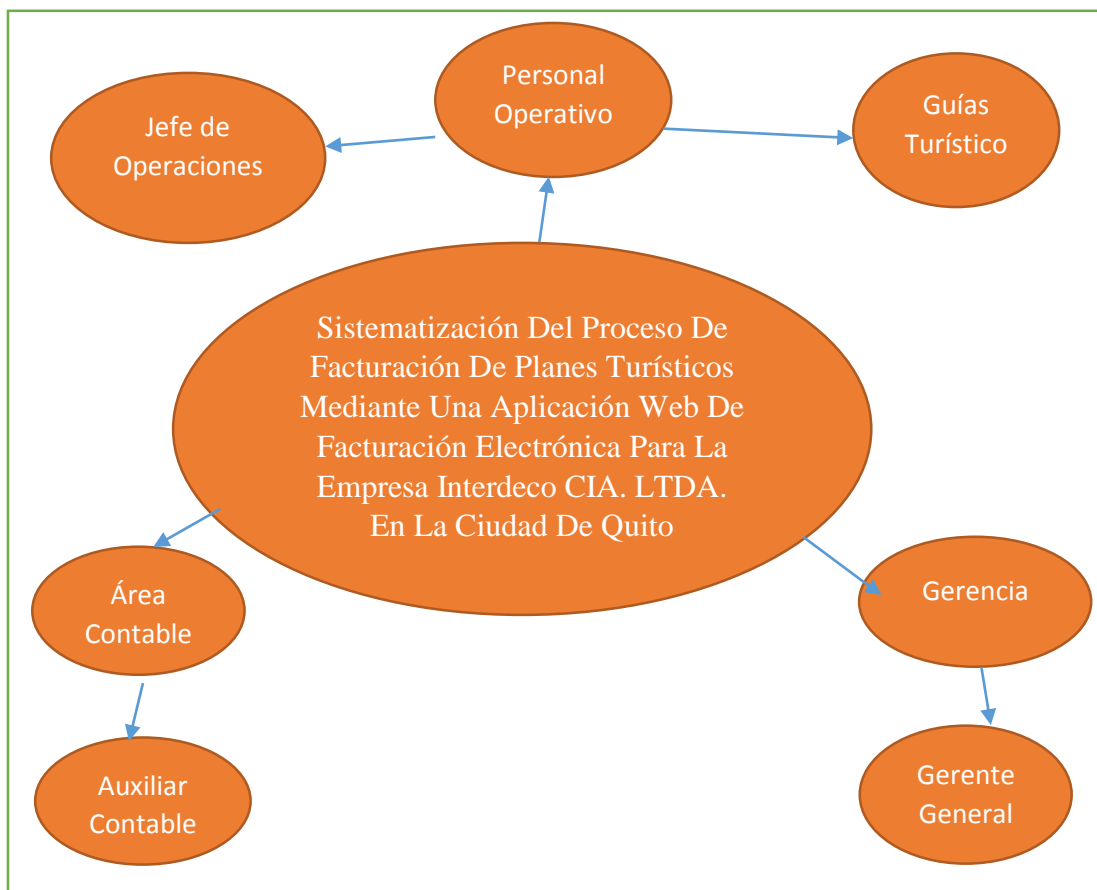 Personal
Operativo
Jefe de
Operaciones
Guías
Turístico
Sistematización Del Proceso De
Facturación De Planes Turísticos
Mediante Una Aplicación Web De
Facturación Electrónica Para La
Empresa Interdeco CIA. LTDA.
En La Ciudad De Quito
Área
Contable
Gerencia
Auxiliar
Contable
Gerente
General